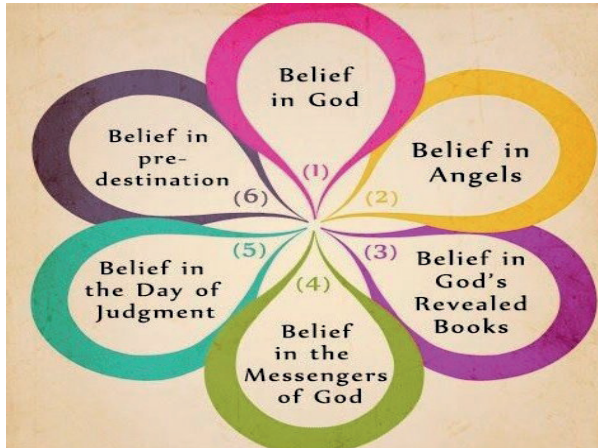 Belief
in God
(1)
Belief in
Angels
(2)
Belief in
God's
Revealed
Books
(3)
Belief
in the
Messengers
of God
(4)
Belief in
the Day of
Judgment
(5)
Belief in
pre-
destination
(6)